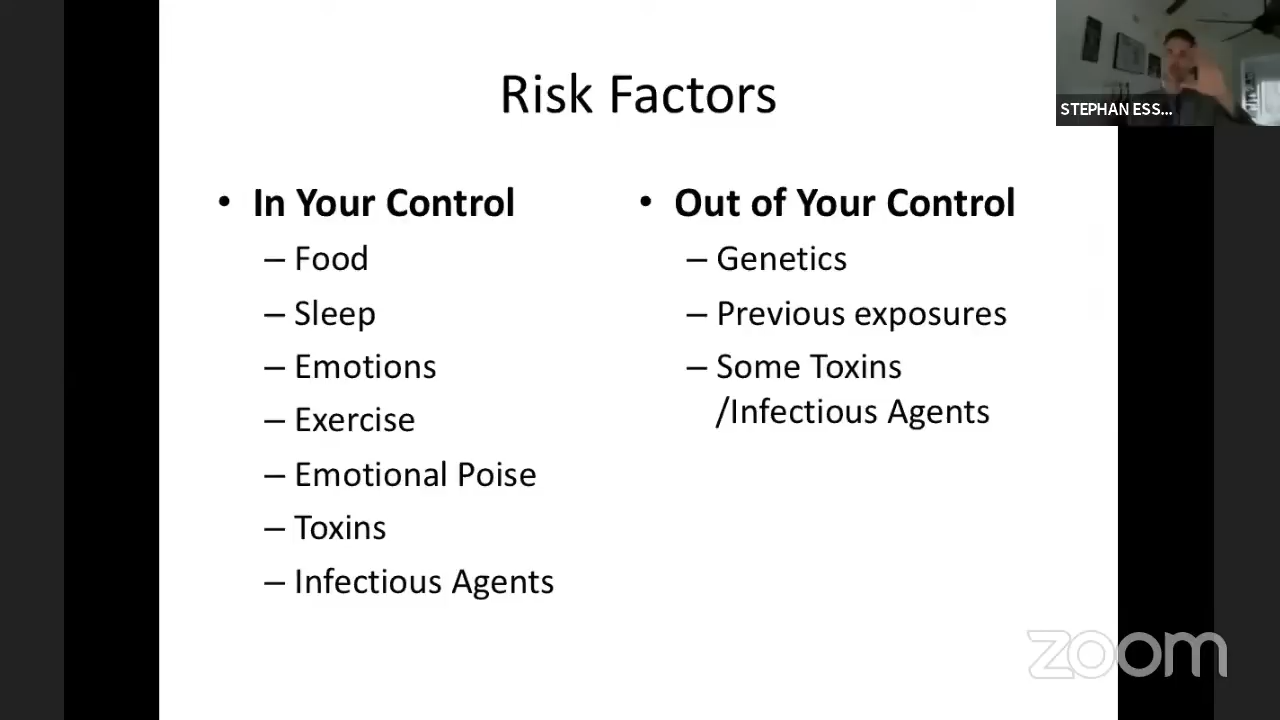 Risk Factors
STEPHAN ESS...
• In Your Control
– Food
– Sleep
– Emotions
– Exercise
– Emotional Poise
– Toxins
– Infectious Agents
• Out of Your Control
– Genetics
– Previous exposures
– Some Toxins
/Infectious Agents
zoom